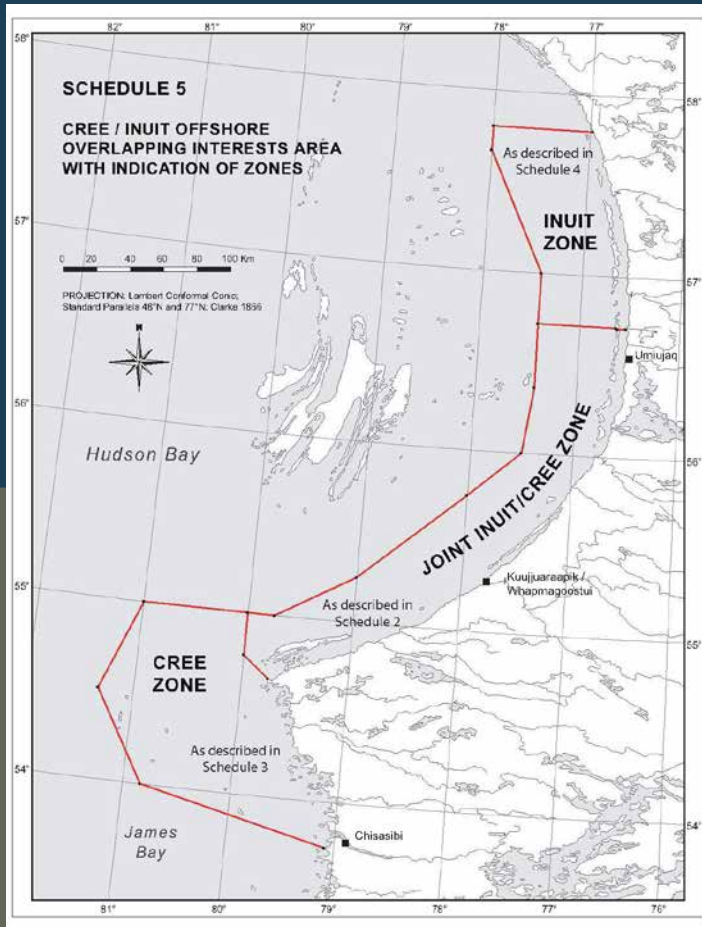 82° 81° 80° 79° 78° 77°
58°
58°
SCHEDULE 5
CREE / INUIT OFFSHORE
OVERLAPPING INTERESTS AREA
WITH INDICATION OF ZONES
As described in
Schedule 4
INUIT
ZONE
57°
57°
0 20 40 60 80 100 Km
PROJECTION: Lambert Conformal Conic;
Standard Parallels 48°N and 77°N; Clarke 1866
N
Umiujaq
56°
56°
Hudson Bay
JOINT INUIT/CREE ZONE
Kuujjuaraapik /
Whapmagoostui
55°
55°
As described in
Schedule 2
CREE
ZONE
As described in
Schedule 3
54°
54°
James
Bay
Chisasibi
81° 80° 79° 78° 77° 76°